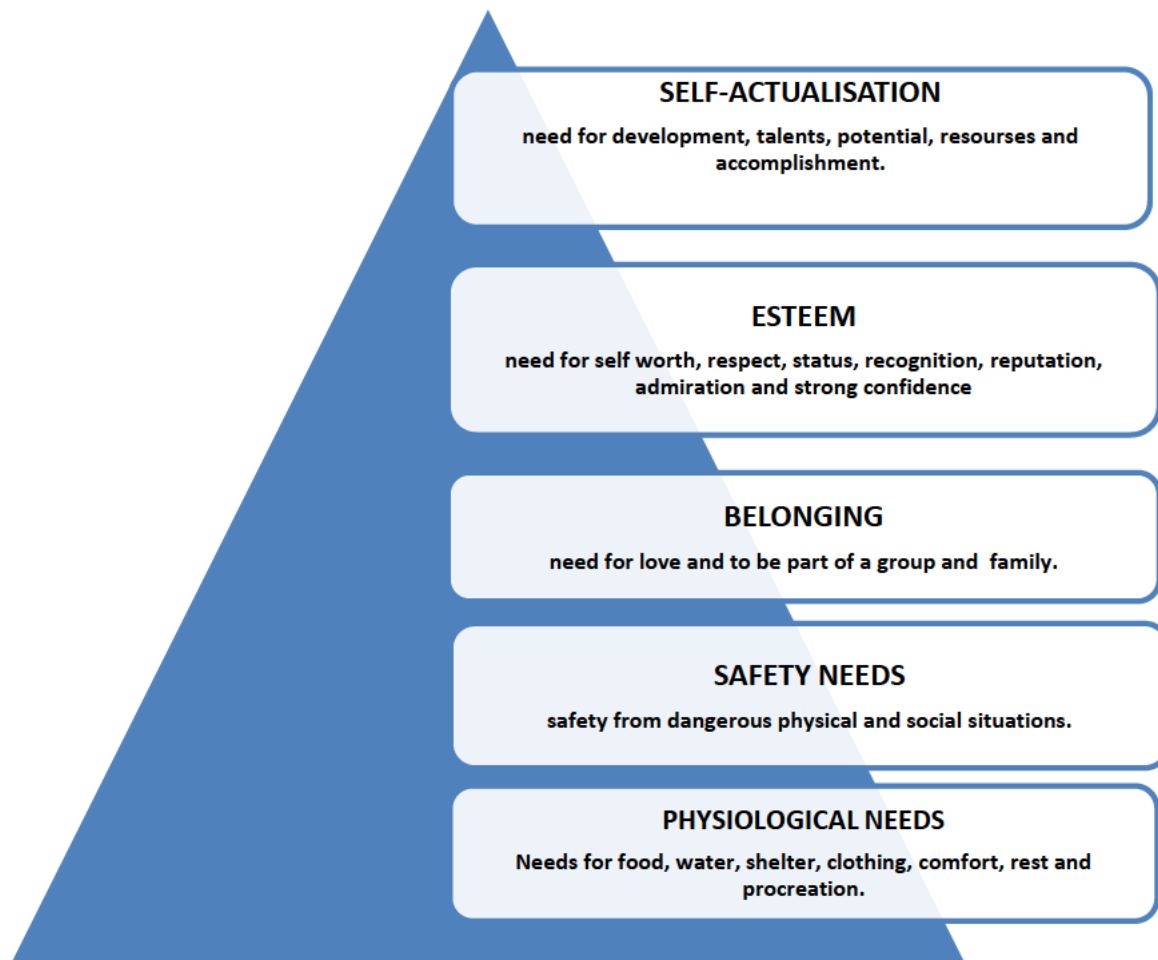 SELF-ACTUALISATION
need for development, talents, potential, resourses and
accomplishment.
ESTEEM
need for self worth, respect, status, recognition, reputation,
admiration and strong confidence
BELONGING
need for love and to be part of a group and  family.
SAFETY NEEDS
safety from dangerous physical and social situations.
PHYSIOLOGICAL NEEDS
Needs for food, water, shelter, clothing, comfort, rest and
procreation.